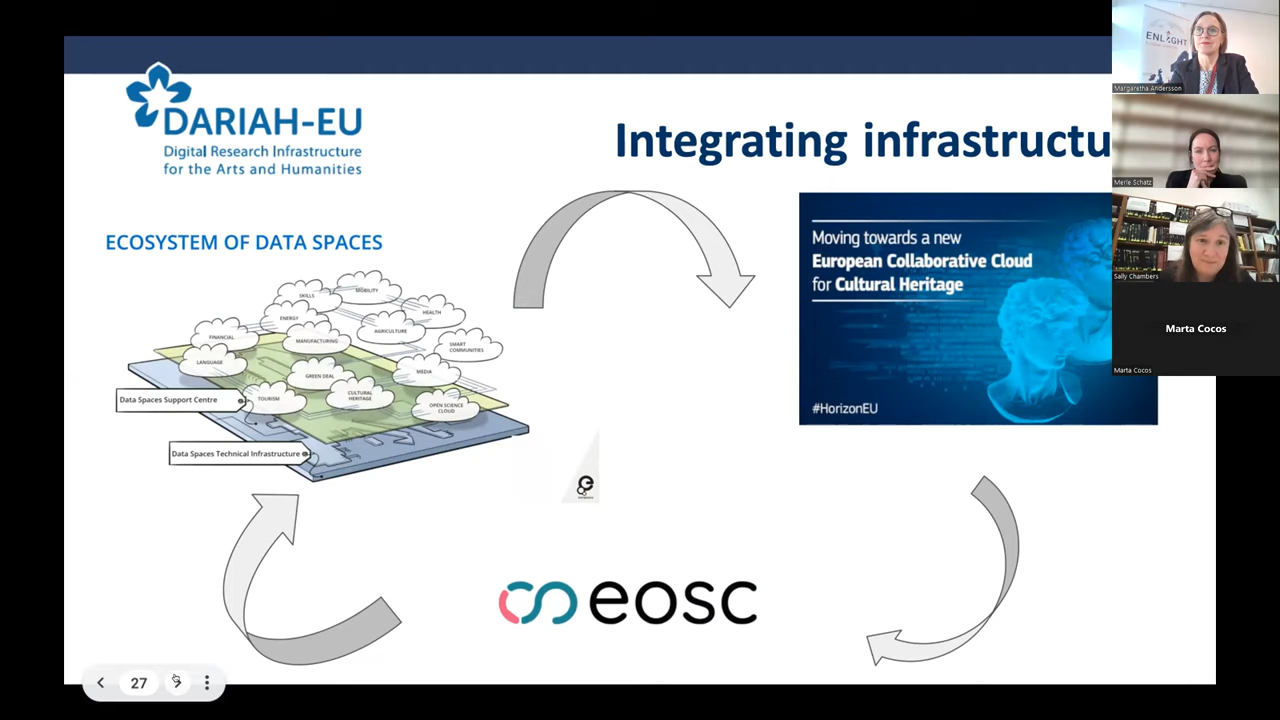 DARIAH-EU
Digital Research Infrastructure
for the Arts and Humanities
Integrating infrastructu
ECOSYSTEM OF DATA SPACES
SKILLS
MOBILITY
HEALTH
ENERGY
AGRICULTURE
FINANCIAL
MANUFACTURING
SMART
COMMUNITIES
LANGUAGE
GREEN DEAL
MEDIA
TOURISM
CULTURAL
HERITAGE
OPEN SCIENCE
CLOUD
Data Spaces Support Centre
Data Spaces Technical Infrastructure
Moving towards a new
European Collaborative Cloud
for Cultural Heritage
#HorizonEU
eosc
27
ENLIGHT
Margaretha Andersson
Merle Schatz
Sally Chambers
Marta Cocos
Marta Cocos